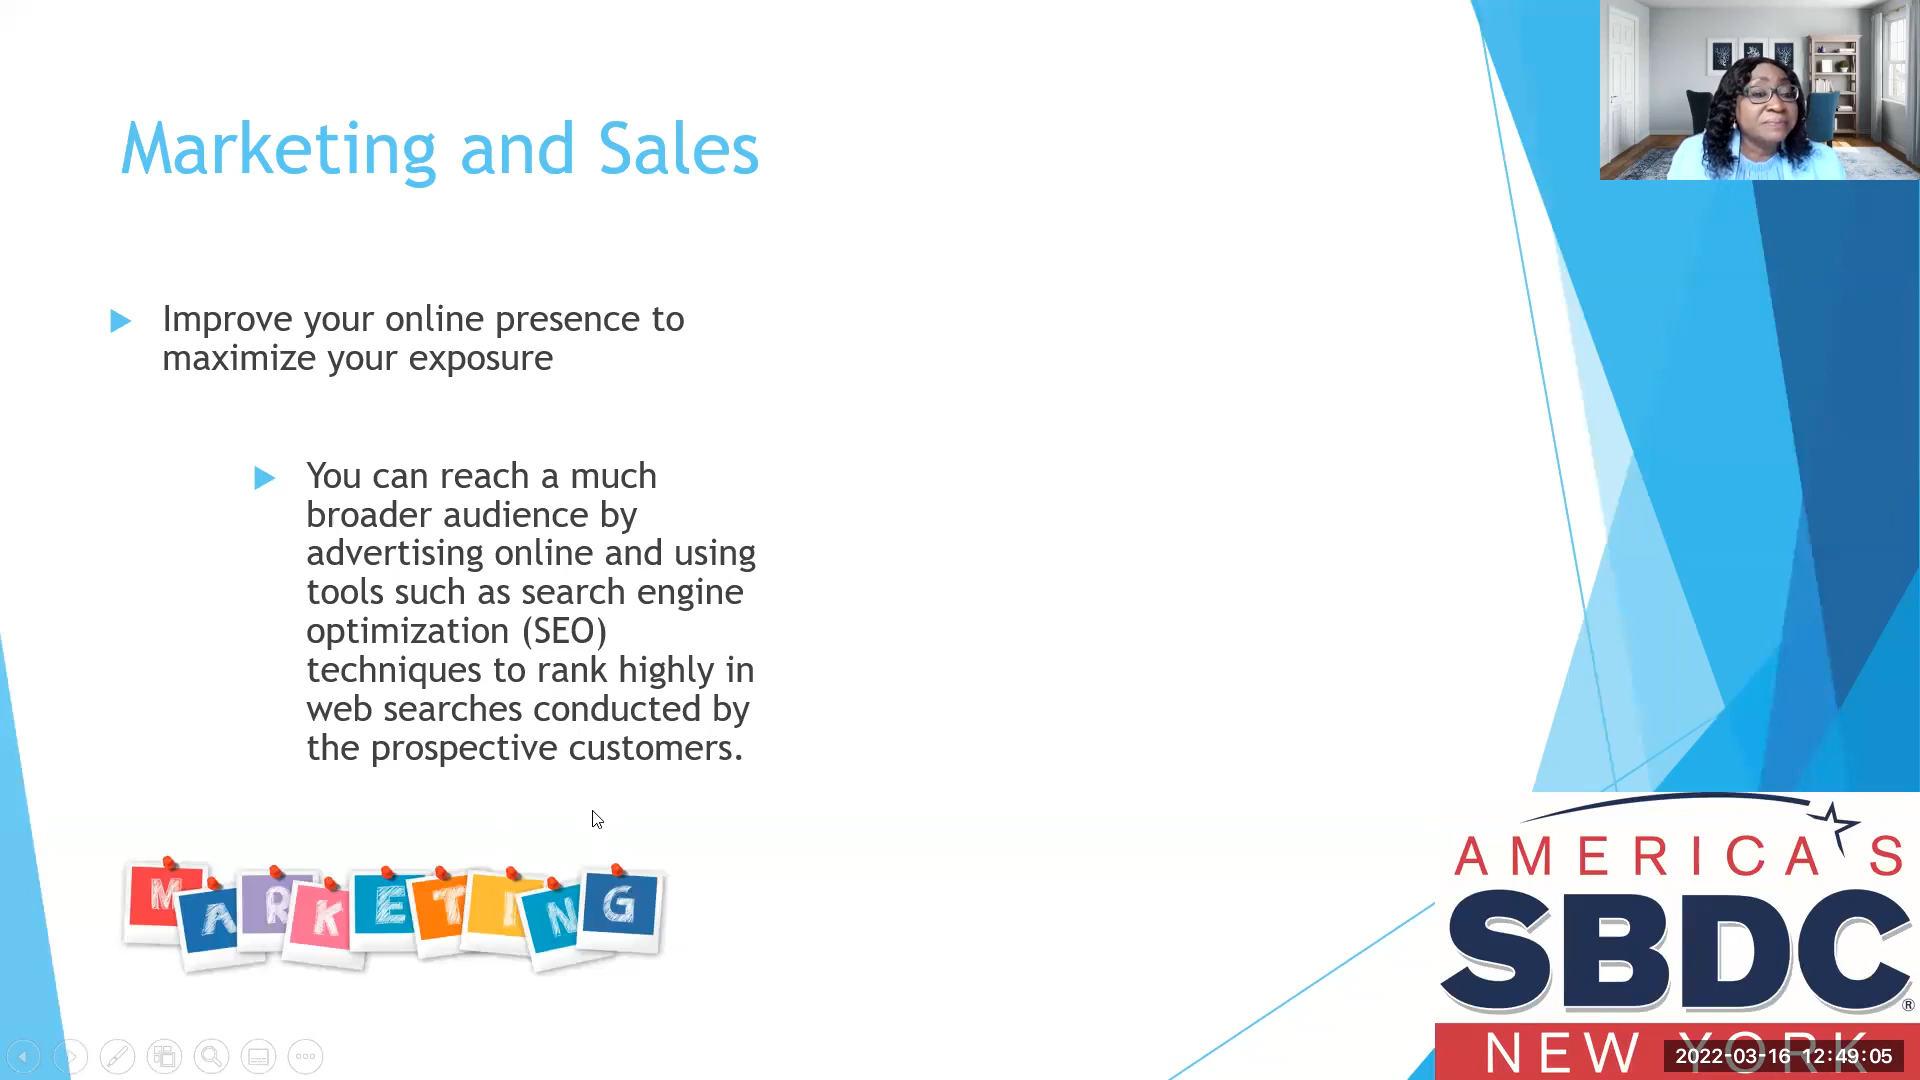 Marketing and Sales
Improve your online presence to
maximize your exposure
You can reach a much
broader audience by
advertising online and using
tools such as search engine
optimization (SEO)
techniques to rank highly in
web searches conducted by
the prospective customers.
MARKETING
AMERICA'S
SBDC®
NEW YORK
2022-03-16 12:49:05